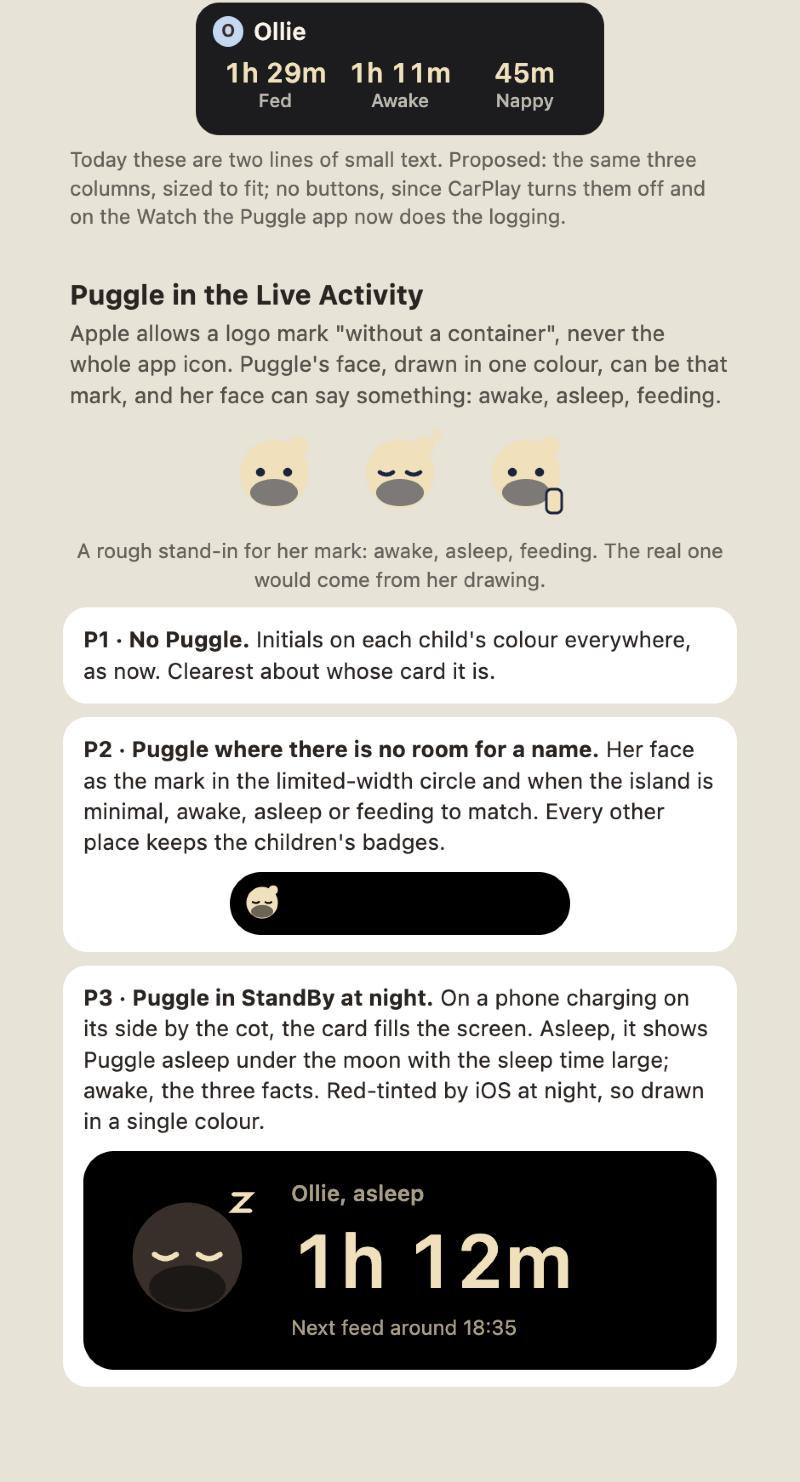 O Ollie
1h 29m 1h 11m 45m
Fed Awake Nappy
Today these are two lines of small text. Proposed: the same three
columns, sized to fit; no buttons, since CarPlay turns them off and
on the Watch the Puggle app now does the logging.
Puggle in the Live Activity
Apple allows a logo mark "without a container", never the
whole app icon. Puggle's face, drawn in one colour, can be that
mark, and her face can say something: awake, asleep, feeding.
A rough stand-in for her mark: awake, asleep, feeding. The real one
would come from her drawing.
P1 · No Puggle. Initials on each child's colour everywhere,
as now. Clearest about whose card it is.
P2 · Puggle where there is no room for a name. Her face
as the mark in the limited-width circle and when the island is
minimal, awake, asleep or feeding to match. Every other
place keeps the children's badges.
P3 · Puggle in StandBy at night. On a phone charging on
its side by the cot, the card fills the screen. Asleep, it shows
Puggle asleep under the moon with the sleep time large;
awake, the three facts. Red-tinted by iOS at night, so drawn
in a single colour.
z
Ollie, asleep
1h 12m
Next feed around 18:35